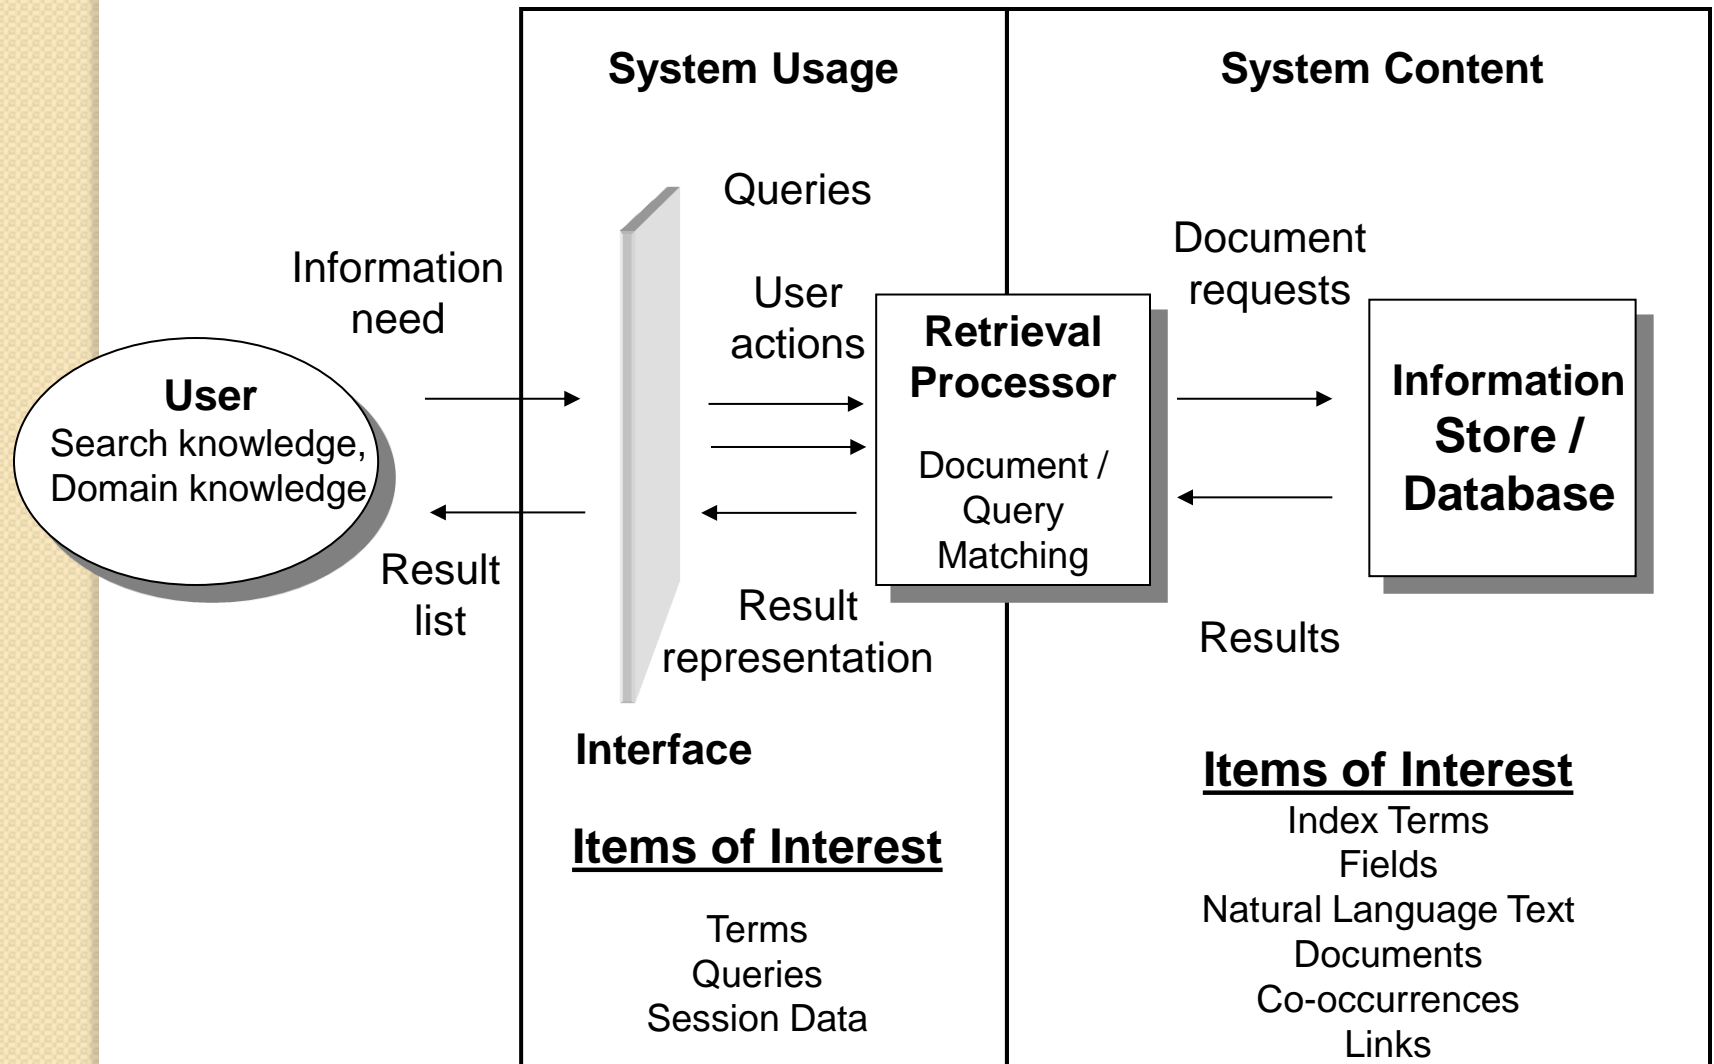 System Usage
System Content
Queries
Information
need
User
actions
Document
requests
User
Search knowledge,
Domain knowledge
Retrieval
Processor
Document /
Query
Matching
Information
Store /
Database
Result
list
Result
representation
Results
Interface
Items of Interest
Terms
Queries
Session Data
Items of Interest
Index Terms
Fields
Natural Language Text
Documents
Co-occurrences
Links